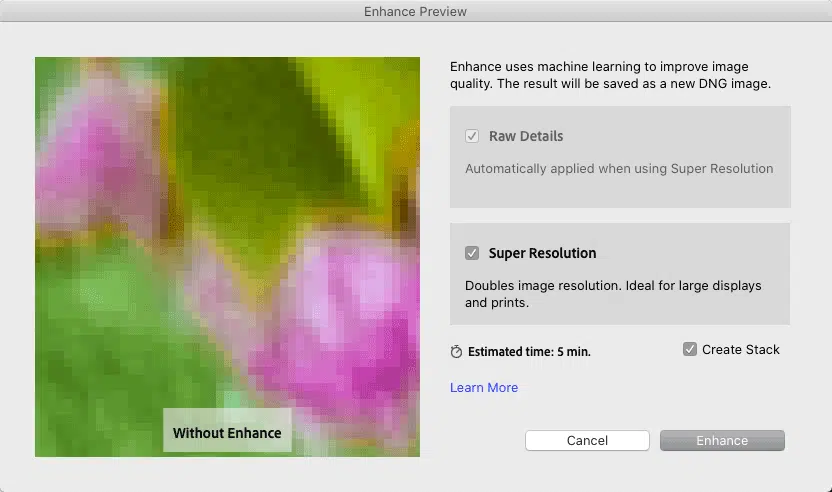 Enhance Preview
Enhance uses machine learning to improve image
quality. The result will be saved as a new DNG image.
Raw Details
Automatically applied when using Super Resolution
Super Resolution
Doubles image resolution. Ideal for large displays
and prints.
Estimated time: 5 min.
Create Stack
Learn More
Without Enhance
Cancel
Enhance